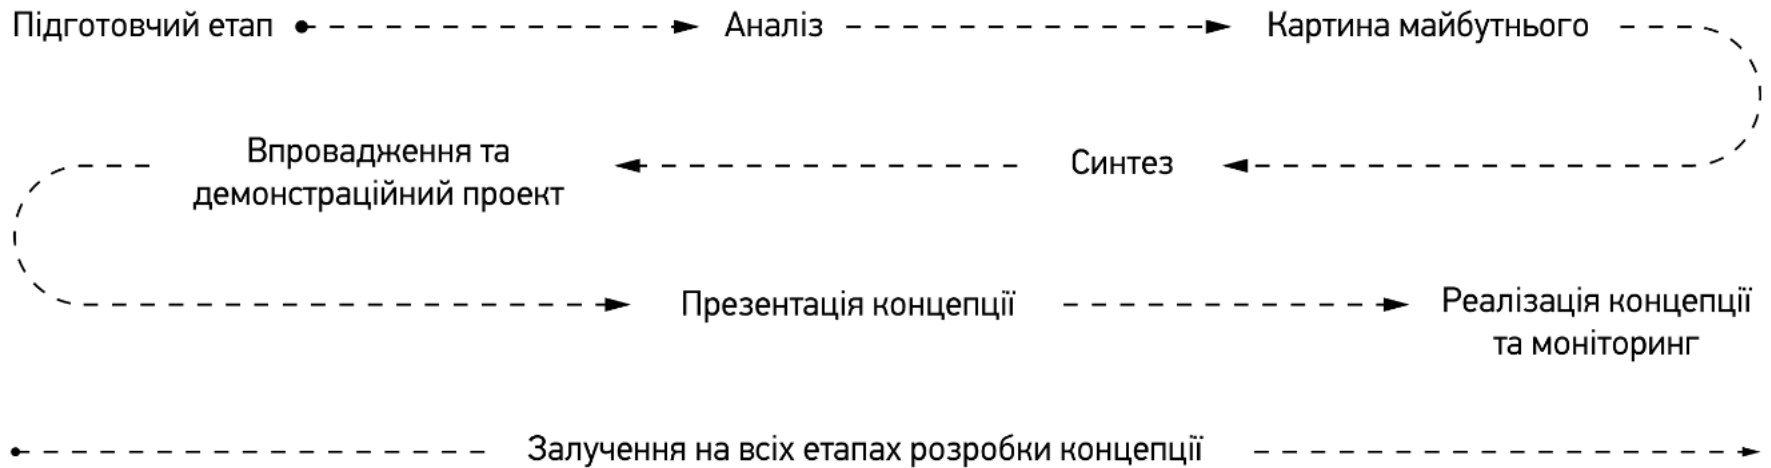 Підготовчий етап
Аналіз
Картина майбутнього
Синтез
Впровадження та
демонстраційний проект
Презентація концепції
Реалізація концепції
та моніторинг
Залучення на всіх етапах розробки концепції